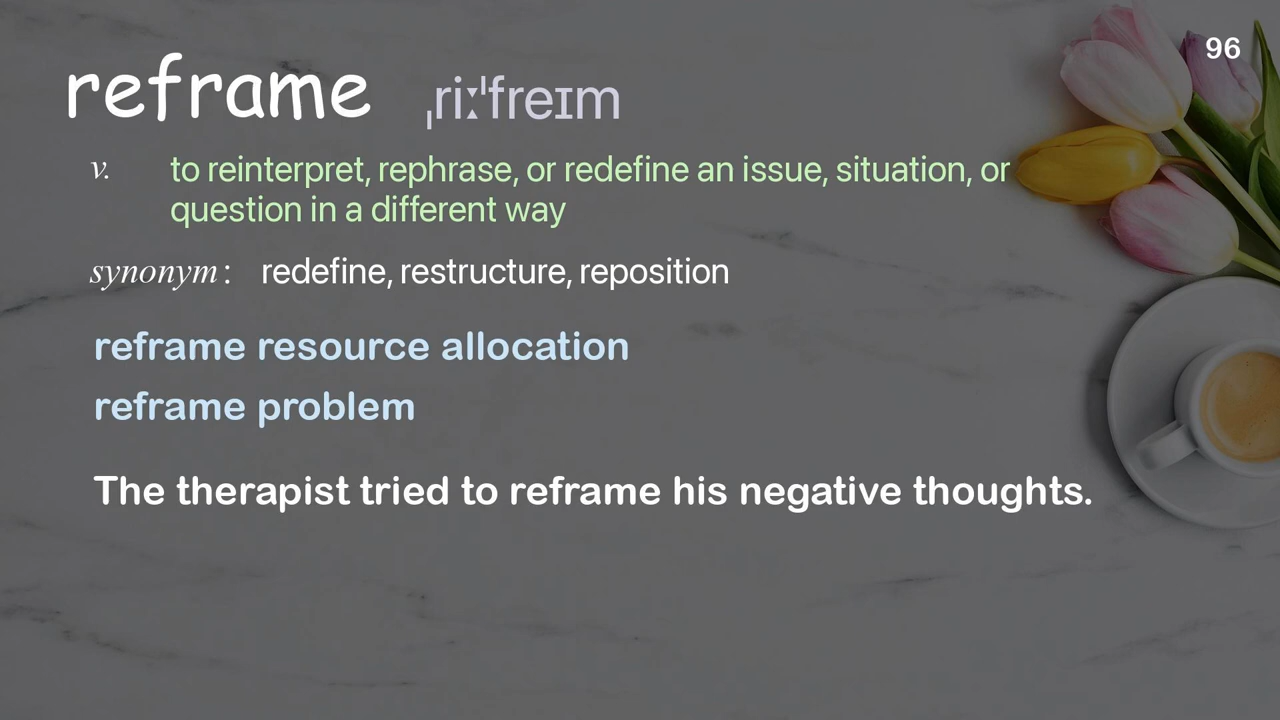 96
reframe ˌriːˈfreɪm
v. to reinterpret, rephrase, or redefine an issue, situation, or
question in a different way
synonym : redefine, restructure, reposition
reframe resource allocation
reframe problem
The therapist tried to reframe his negative thoughts.